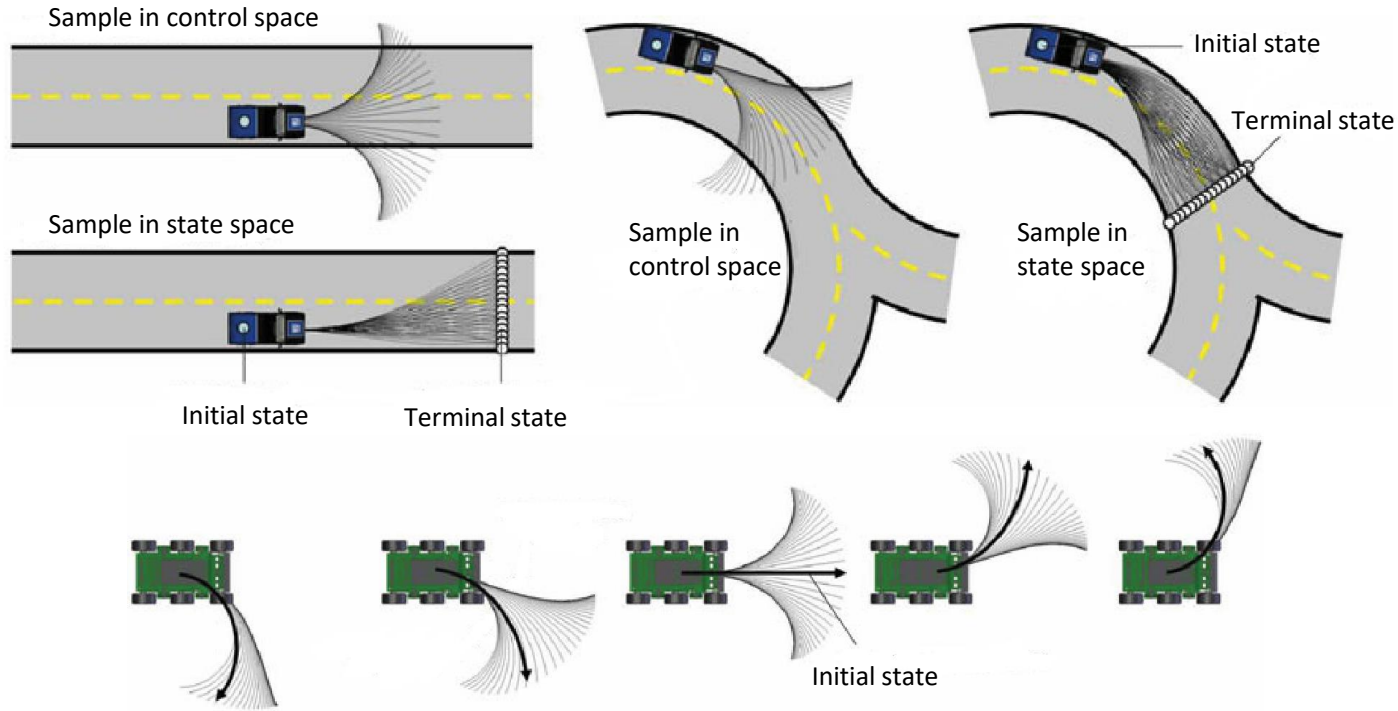 Sample in control space
Sample in state space
Initial state
Terminal state
Sample in
control space
Initial state
Terminal state
Sample in
state space
Initial state